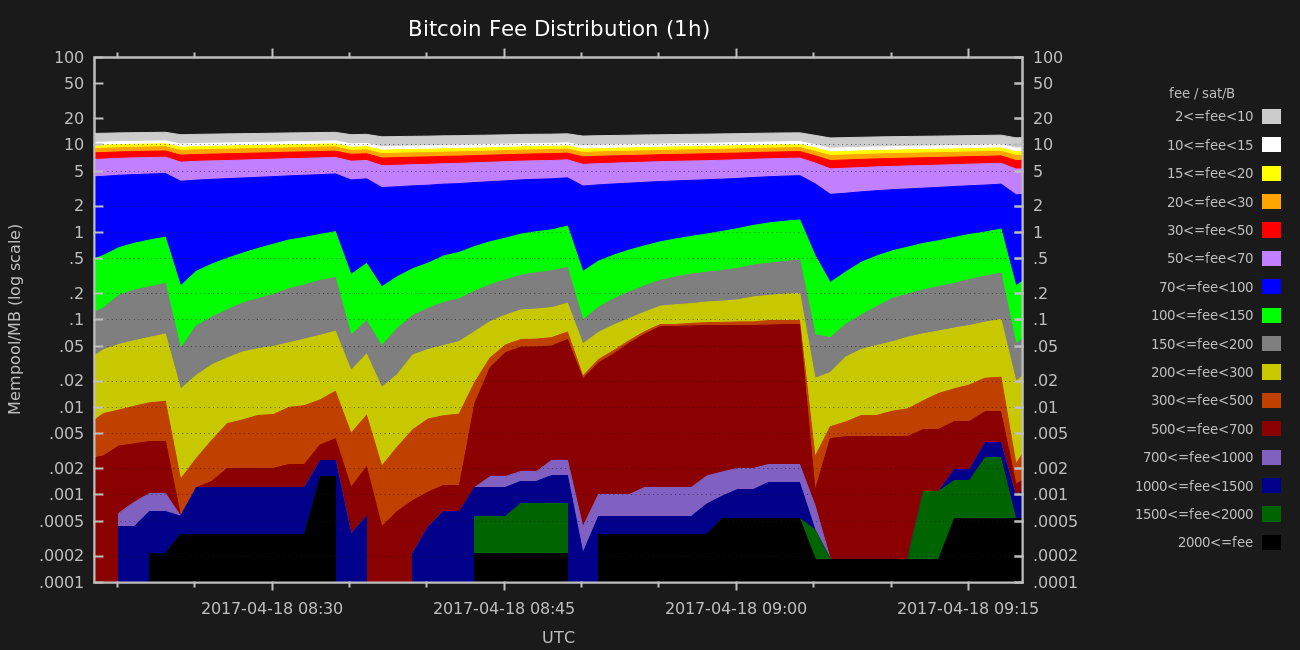 Bitcoin Fee Distribution (1h)
Mempool/MB (log scale)
100
50
20
10
5
2
1
.5
.2
.1
.05
.02
.01
.005
.002
.001
.0005
.0002
.0001
100
50
20
10
5
2
1
.5
.2
.1
.05
.02
.01
.005
.002
.001
.0005
.0002
.0001
2017-04-18 08:30 2017-04-18 08:45 2017-04-18 09:00 2017-04-18 09:15
UTC
fee / sat/B
2<=fee<10
10<=fee<15
15<=fee<20
20<=fee<30
30<=fee<50
50<=fee<70
70<=fee<100
100<=fee<150
150<=fee<200
200<=fee<300
300<=fee<500
500<=fee<700
700<=fee<1000
1000<=fee<1500
1500<=fee<2000
2000<=fee